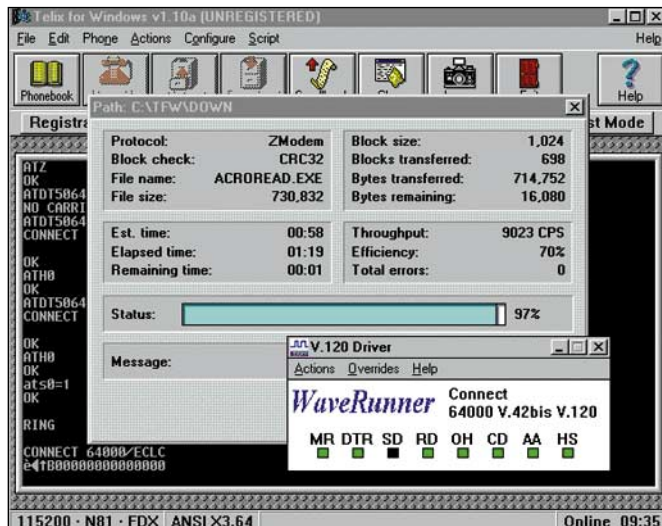 Telix for Windows v1.10a (UNREGISTERED)
File Edit Phone Actions Configure Script Help
Phonebook Help
Path: C:\TFW\DOWN
Registra st Mode
Protocol: ZModem
Block check: CRC32
File name: ACROREAD.EXE
File size: 730,832
Block size: 1,024
Blocks transferred: 698
Bytes transferred: 714,752
Bytes remaining: 16,080
Est. time: 00:58
Elapsed time: 01:19
Remaining time: 00:01
Throughput: 9023 CPS
Efficiency: 70%
Total errors: 0
Status: 97%
Message:
ATZ
OK
ATDT5064
NO CARRI
ATDT5064
CONNECT
OK
ATH0
OK
ATDT5064
CONNECT
OK
ATH0
OK
ats0=1
OK
RING
CONNECT 64000/ECLC
B00000000000000
V.120 Driver
Actions Overrides Help
WaveRunner
Connect
64000 V.42bis V.120
MR DTR SD RD OH CD AA HS
115200 · N81 · FDX ANSI X3.64 Online 09:35